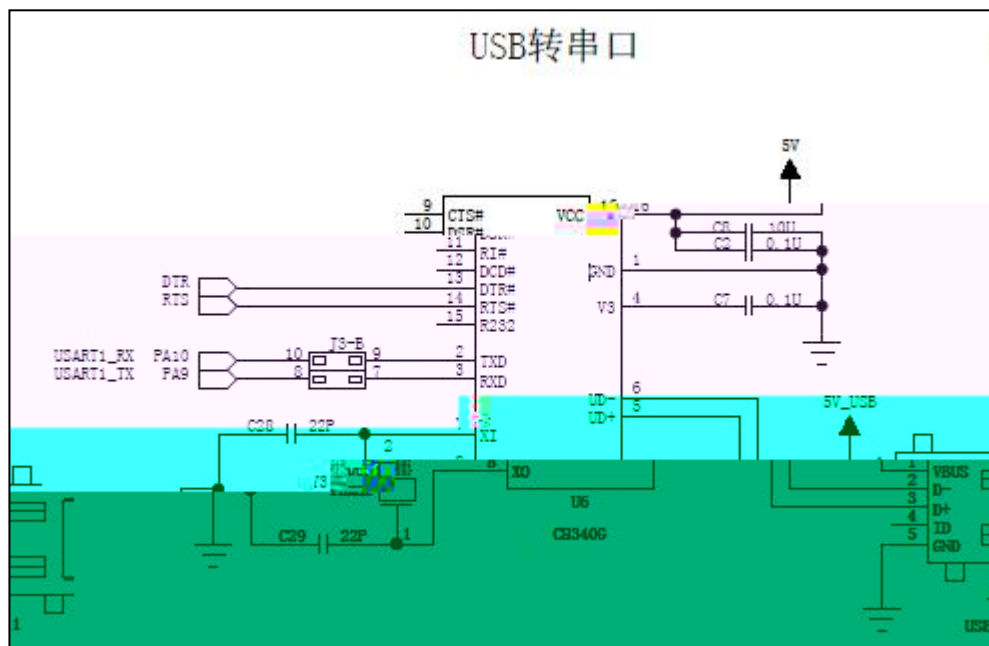 USB转串口
5V
9 CTS# VCC
10
C8 10U
11 C2 0.1U
12 RI# GND 1
13 DCD#
DTR DTR#
14
RTS RTS# V3 4 C7 0.1U
15 R232
J3-B
USART1_RX PA10 10 9 2 TXD
USART1_TX PA9 8 7 3 RXD
UD- 6
UD+ 5 5V_USB
C28 22P XI
2
8 XO 1 VBUS
U6 2 D-
3 D+
C29 22P 1 CH340G 4 ID
5 GND
1